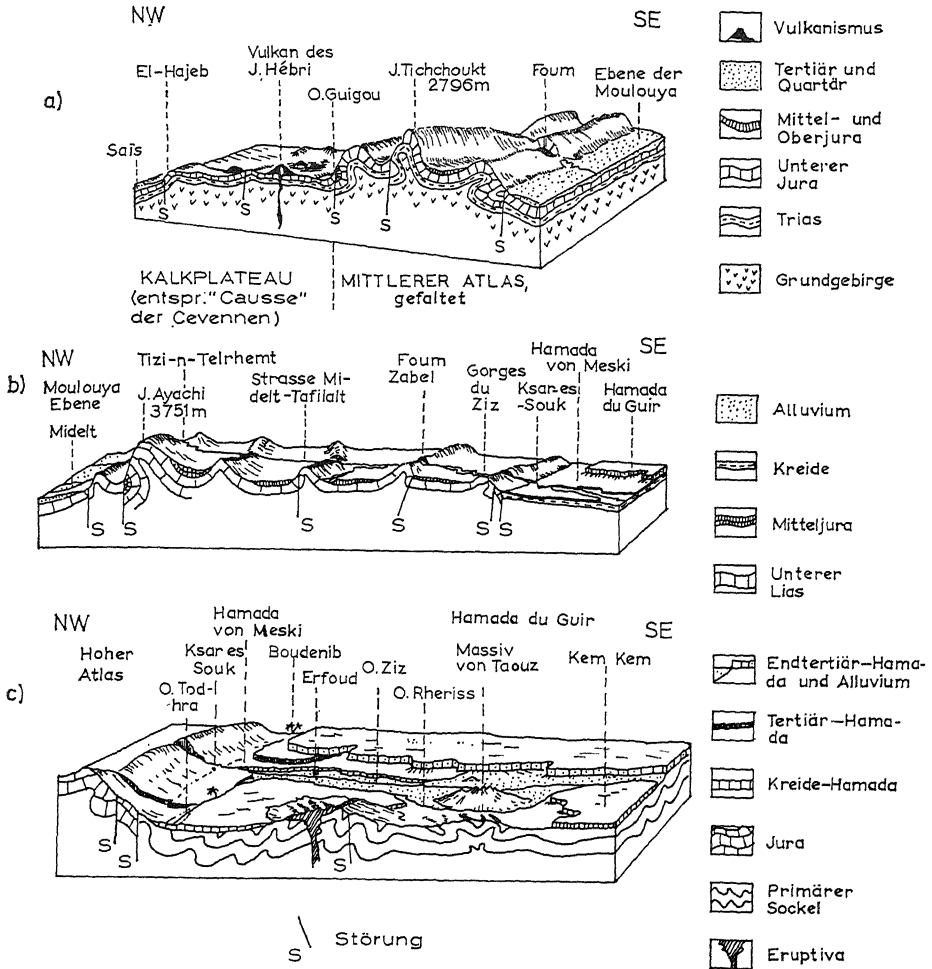 NW
SE
a)
El-Hajeb
Vulkan des
J. Hébri
O. Guigou
J. Tichchoukt
2796m
Foum
Ebene der
Moulouya
Saïs
S
S
S
S
S
KALKPLATEAU
(entspr. "Causse"
der Cevennen)
MITTLERER ATLAS,
gefaltet
Vulkanismus
Tertiär und
Quartär
Mittel- und
Oberjura
Unterer
Jura
Trias
Grundgebirge
NW
SE
b)
Moulouya
Ebene
Midelt
Tizi-n-Telrhemt
J. Ayachi
3751m
Strasse Mi-
delt-Tafilalt
Foum
Zabel
Gorges
du
Ziz
Hamada
von Meski
Ksar es
-Souk
Hamada
du Guir
S
S
S
S
S
S
Alluvium
Kreide
Mitteljura
Unterer
Lias
NW
SE
c)
Hoher
Atlas
Hamada
von Meski
Ksar es
Souk
O. Tod-
hra
Boudenib
Erfoud
O. Ziz
O. Rheriss
Hamada du Guir
Massiv
von Taouz
Kem Kem
S
S
S
Endtertiär-Hama-
da und Alluvium
Tertiär-Hama-
da
Kreide-Hamada
Jura
Primärer
Sockel
Eruptiva
S
Störung